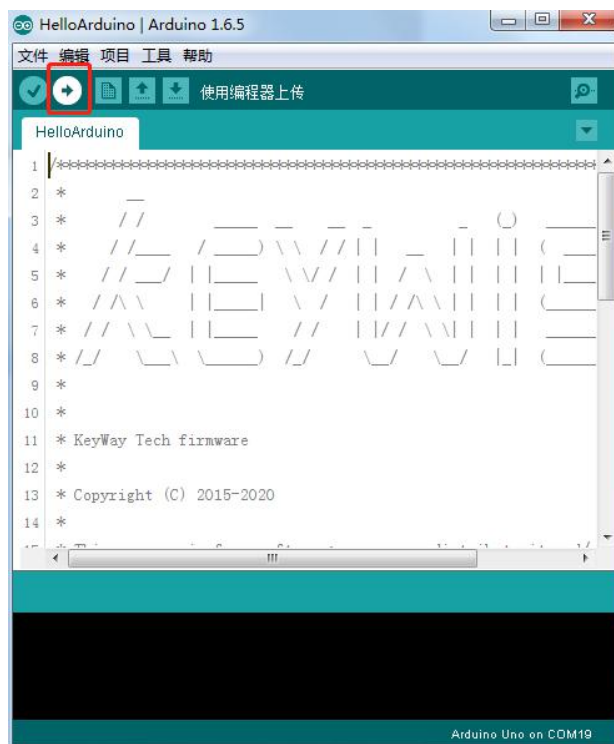 HelloArduino | Arduino 1.6.5
文件 编辑 项目 工具 帮助
使用编程器上传
HelloArduino
1 /*****************************************************************
2 *
3 *
4 *
5 *
6 *
7 *
8 *
9 *
10 *
11 * KeyWay Tech firmware
12 *
13 * Copyright (C) 2015-2020
14 *
Arduino Uno on COM19